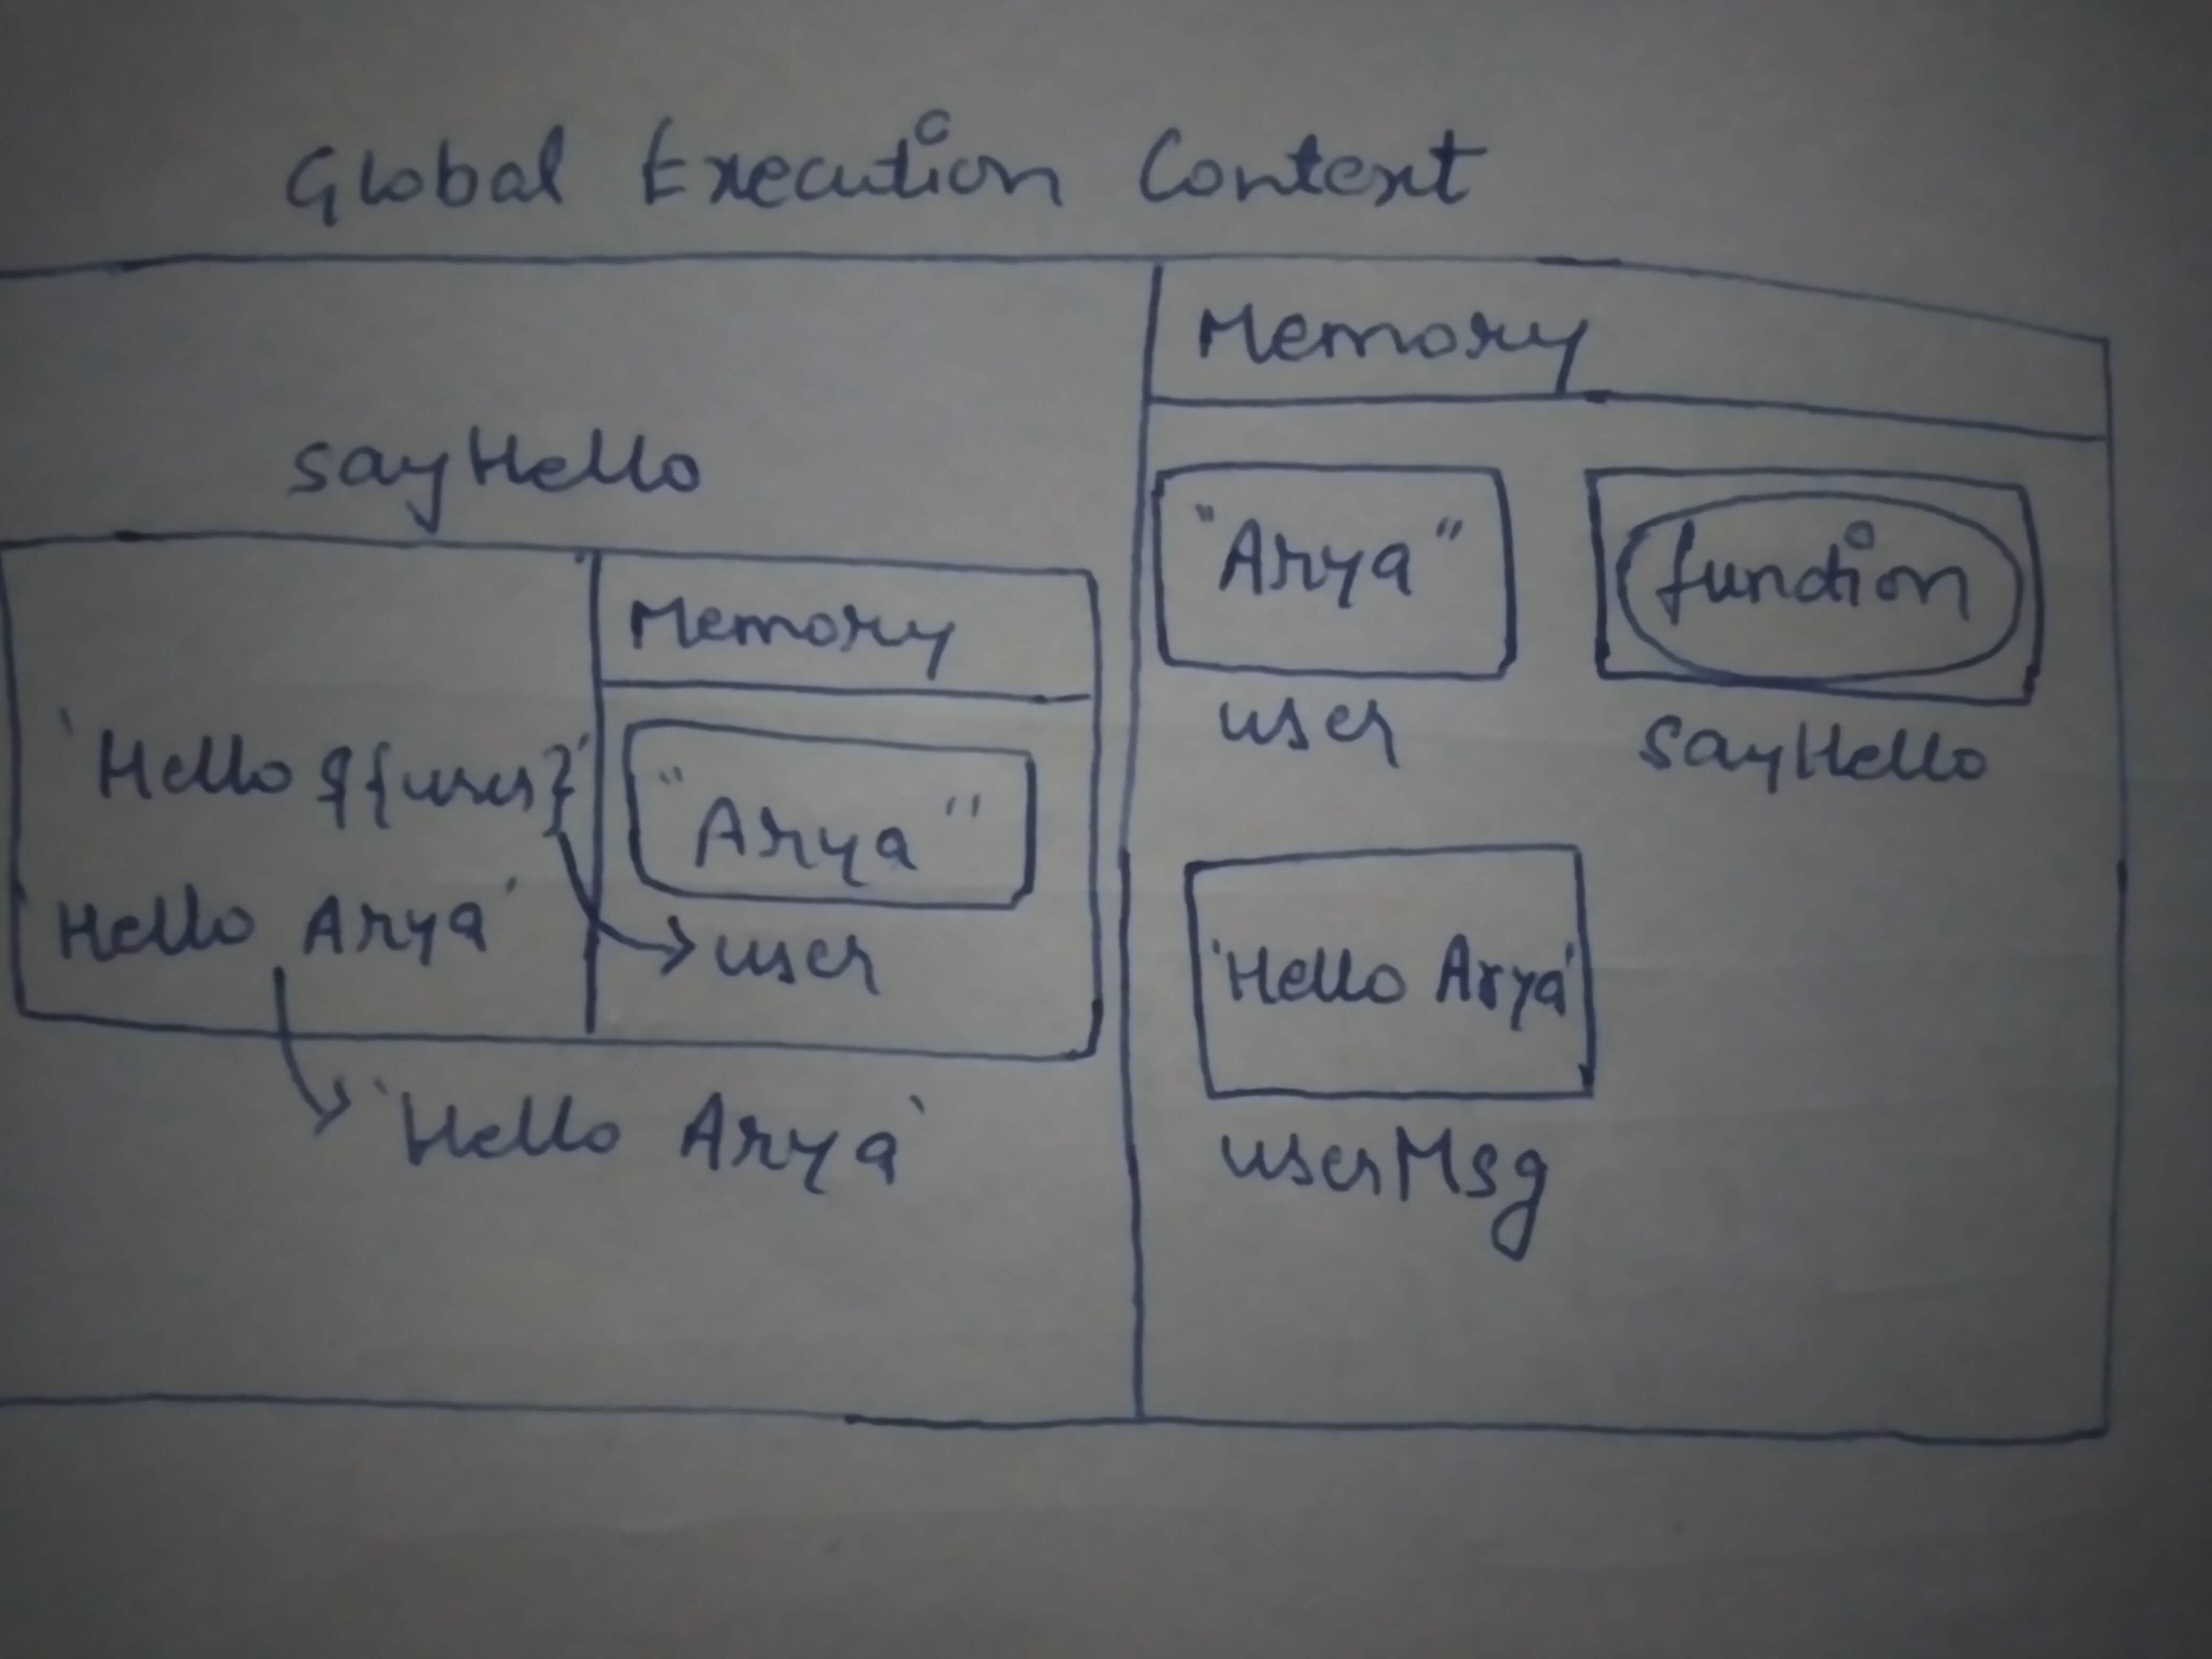 Global Execution Context
sayHello
`Hello ${user}`
Hello Arya`
Memory
"Arya"
user
`Hello Arya`
Memory
"Arya"
user
function
sayHello
`Hello Arya`
userMsg